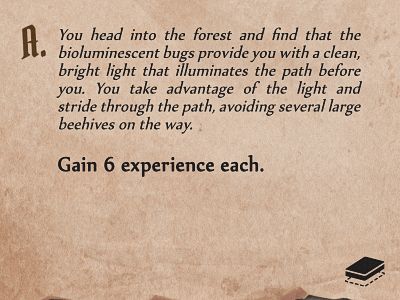 A. You head into the forest and find that the
bioluminescent bugs provide you with a clean,
bright light that illuminates the path before
you. You take advantage of the light and
stride through the path, avoiding several large
beehives on the way.
Gain 6 experience each.